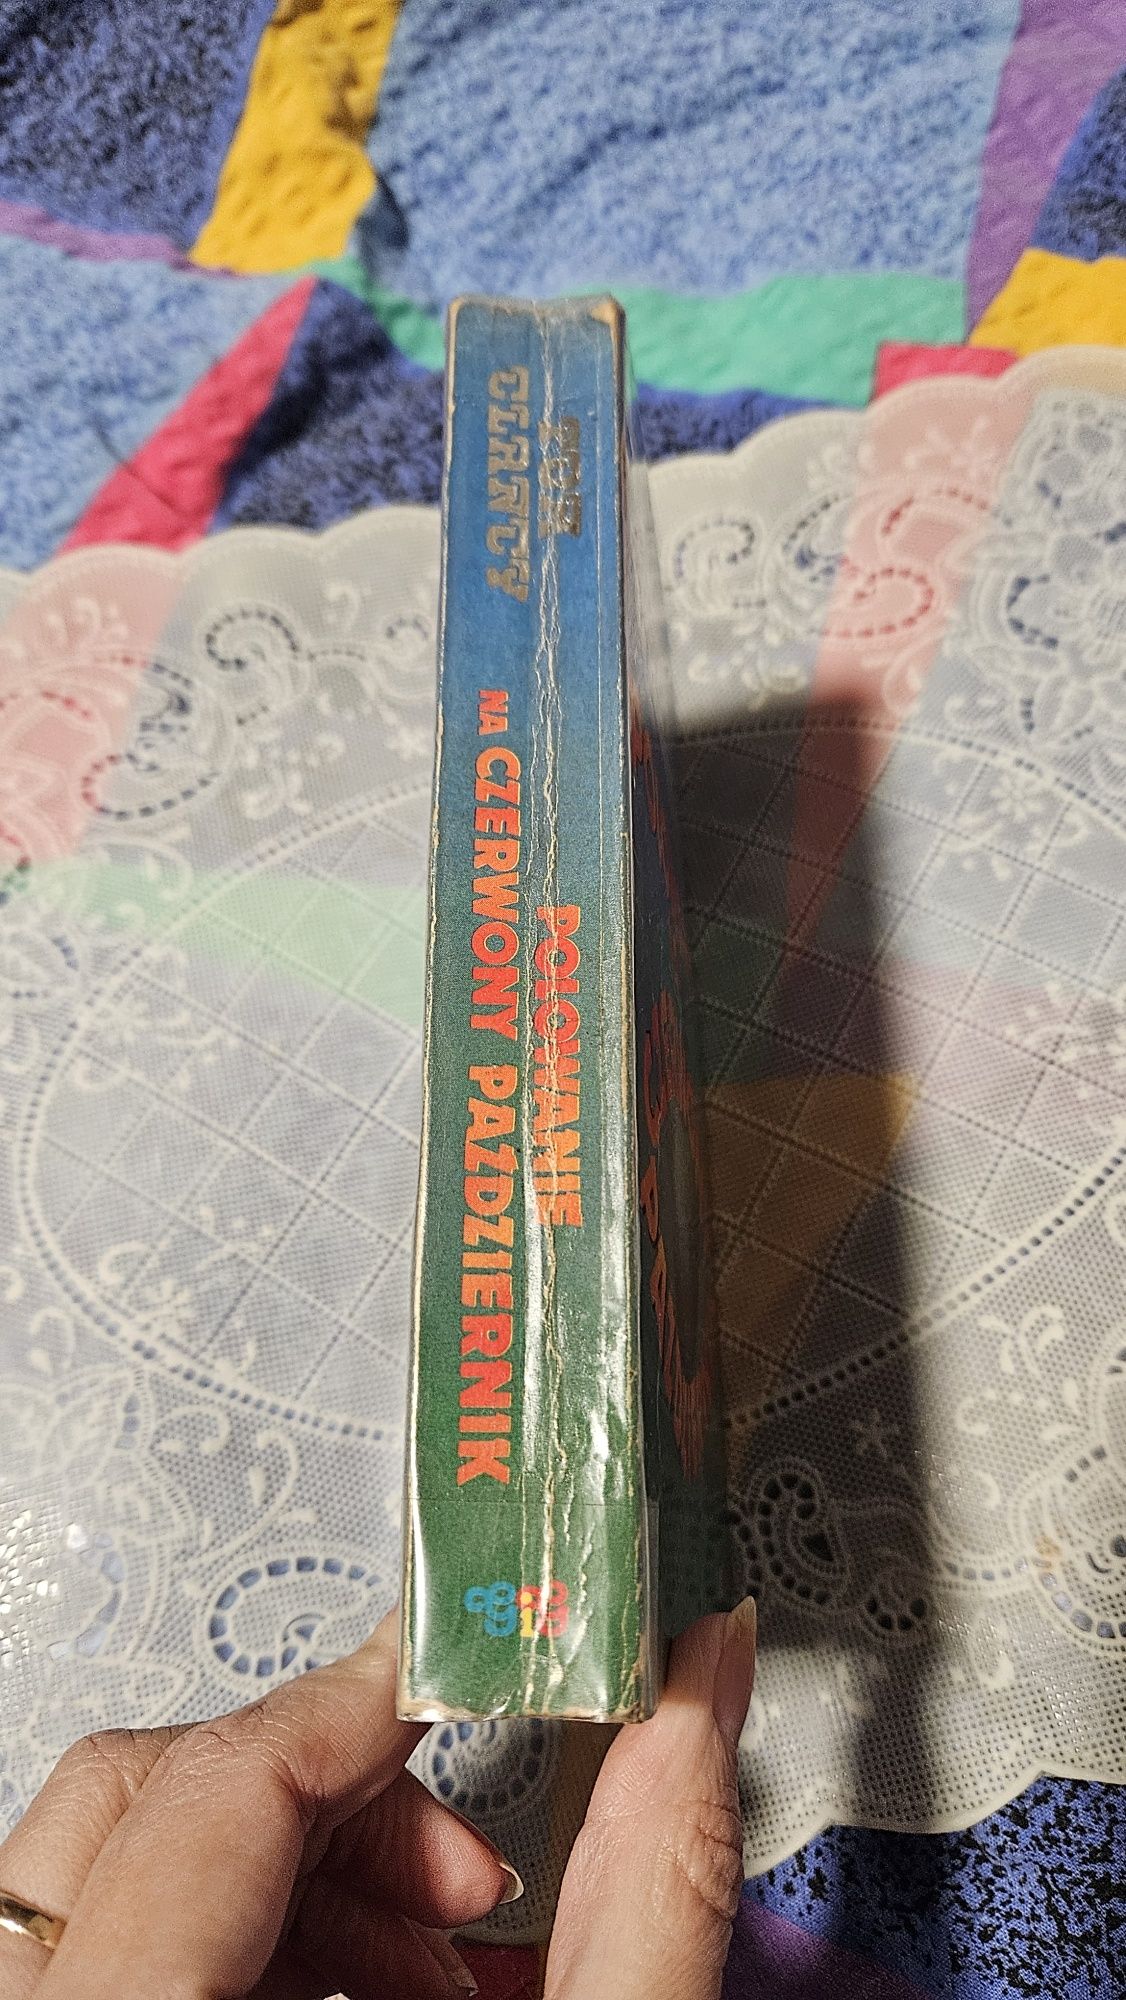 TOM
CLANCY
POLOWANIE
NA CZERWONY PAŹDZIERNIK